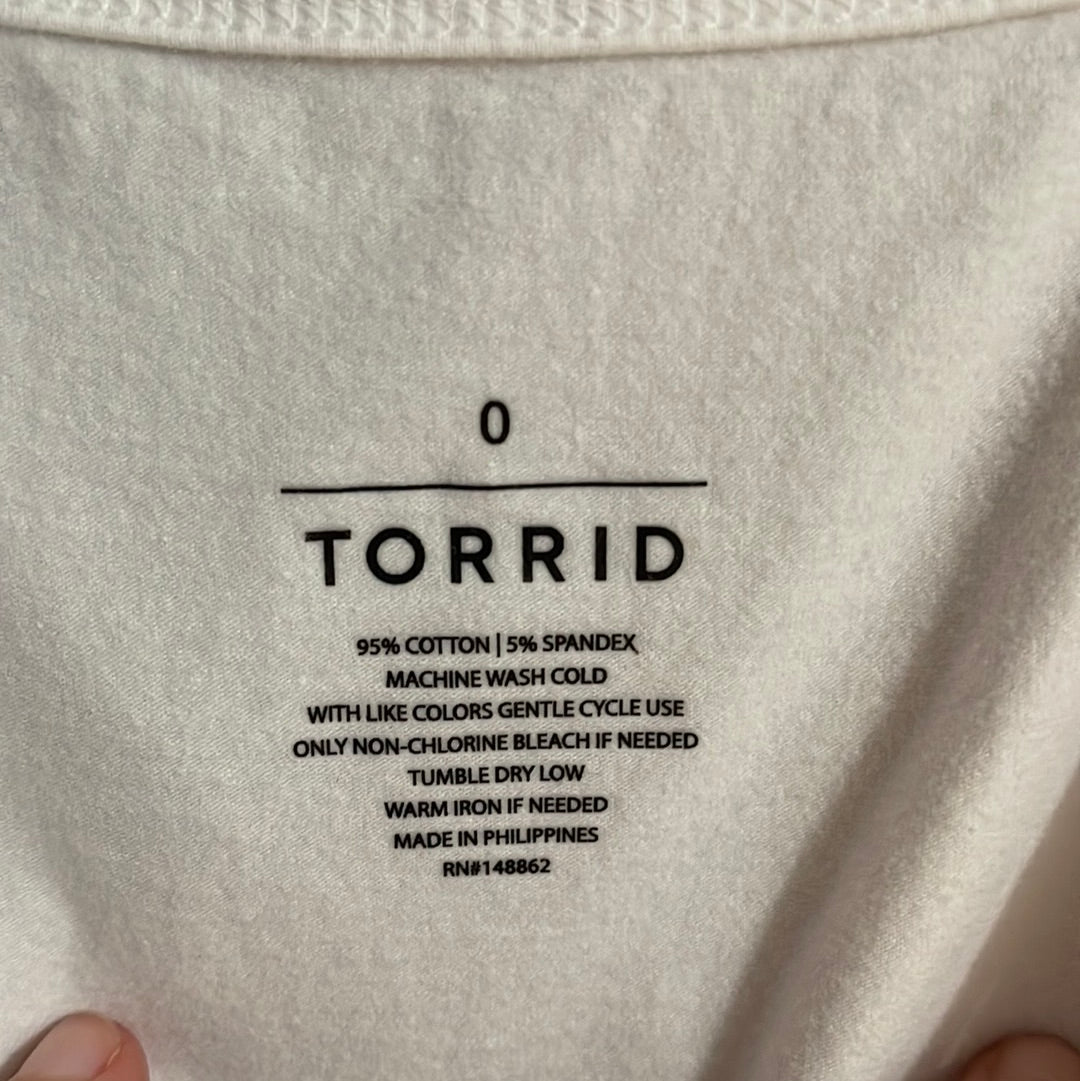 0
TORRID
95% COTTON | 5% SPANDEX
MACHINE WASH COLD
WITH LIKE COLORS GENTLE CYCLE USE
ONLY NON-CHLORINE BLEACH IF NEEDED
TUMBLE DRY LOW
WARM IRON IF NEEDED
MADE IN PHILIPPINES
RN#148862